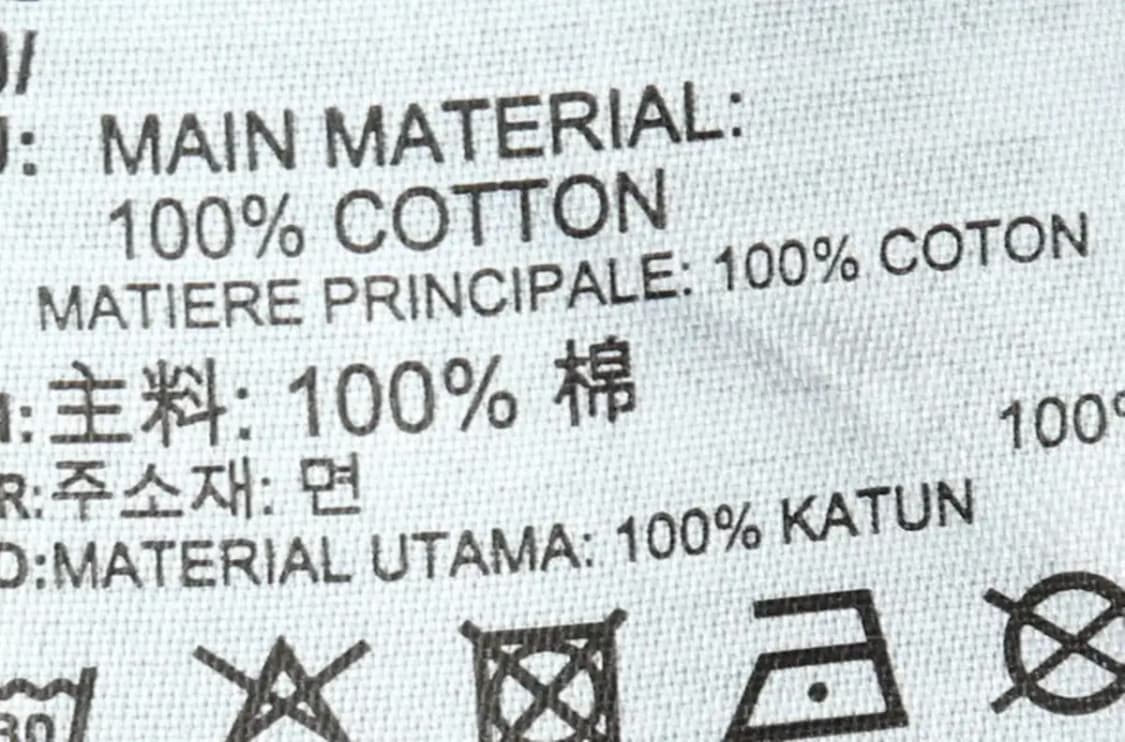 MAIN MATERIAL:
100% COTTON
MATIERE PRINCIPALE: 100% COTON
主料: 100% 棉
100%
R:주소재: 면
D:MATERIAL UTAMA: 100% KATUN
30